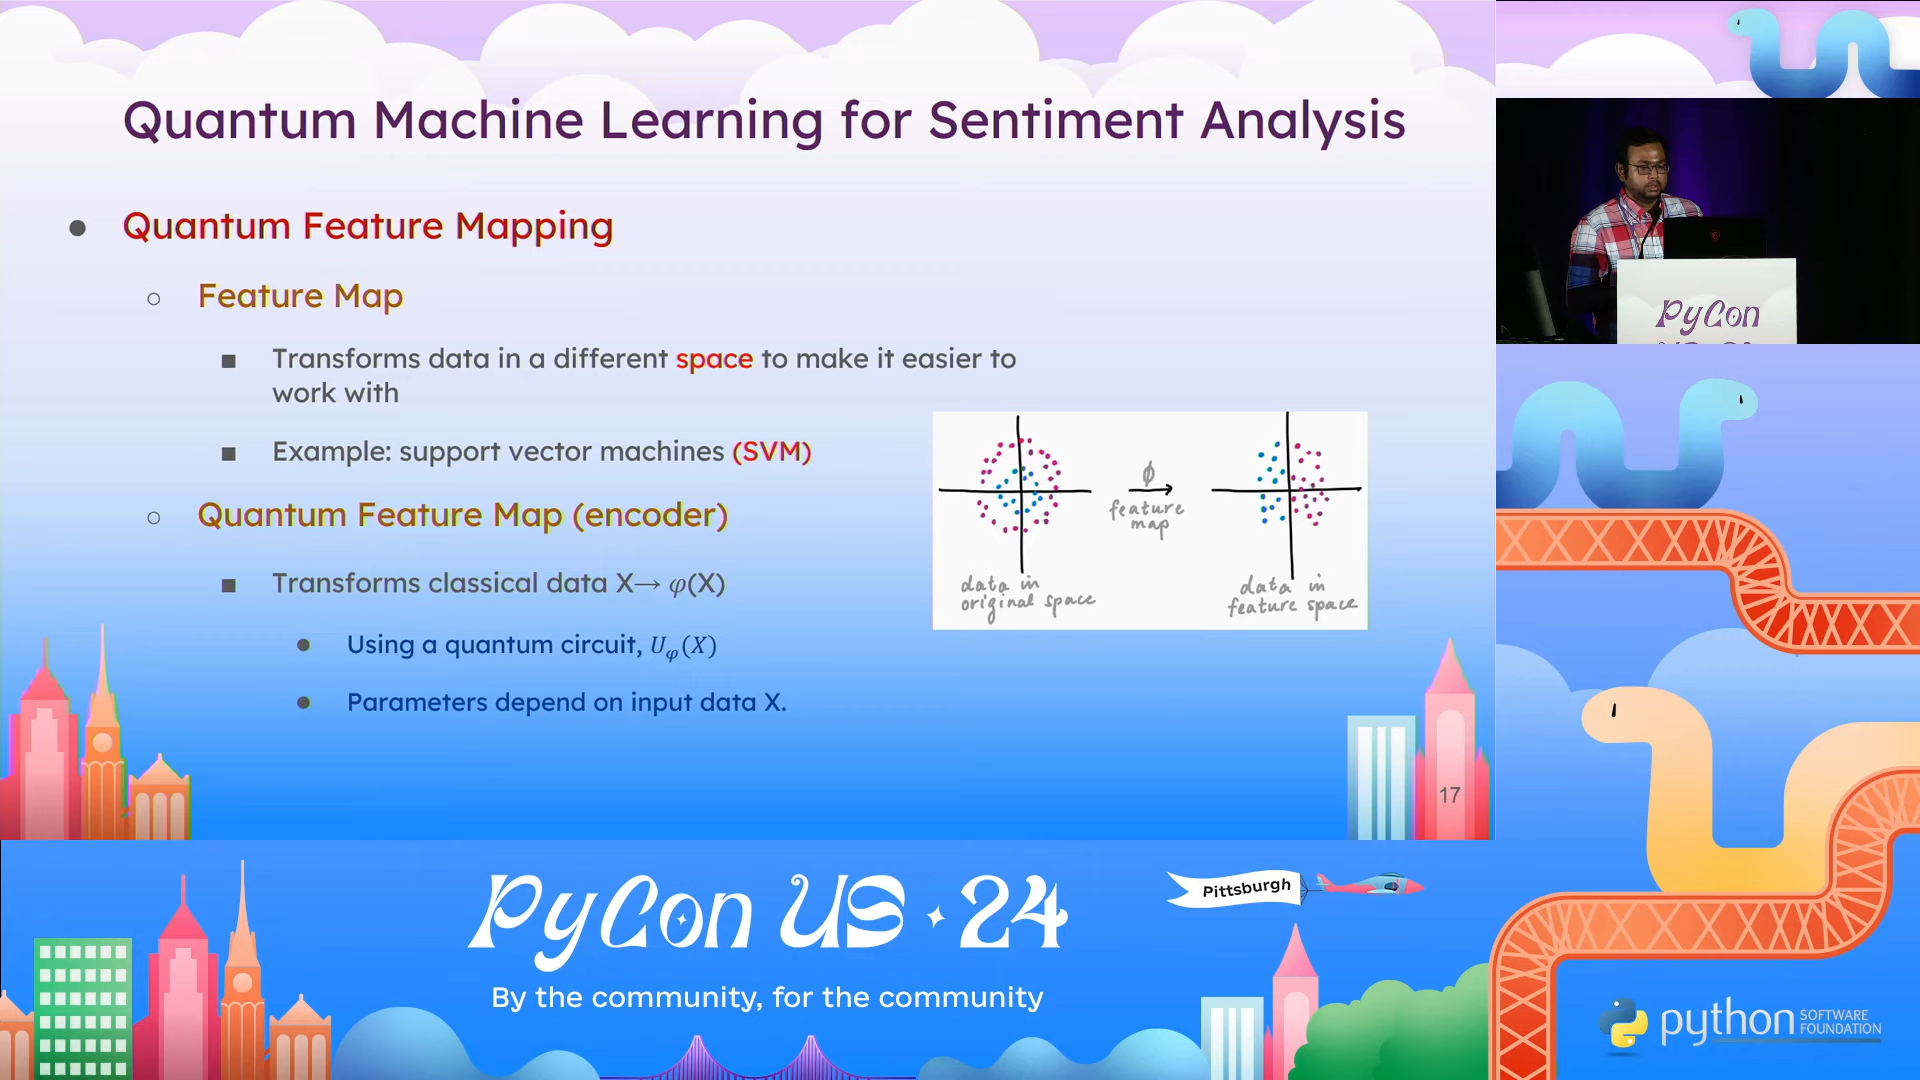 Quantum Machine Learning for Sentiment Analysis
● Quantum Feature Mapping
○ Feature Map
■ Transforms data in a different space to make it easier to
work with
■ Example: support vector machines (SVM)
○ Quantum Feature Map (encoder)
■ Transforms classical data X→ φ(X)
● Using a quantum circuit, U_φ(X)
● Parameters depend on input data X.
ϕ
feature
map
data in
original space
data in
feature space
17
PyCon
PyCon US ✦ 24
By the community, for the community
Pittsburgh
python
SOFTWARE
FOUNDATION